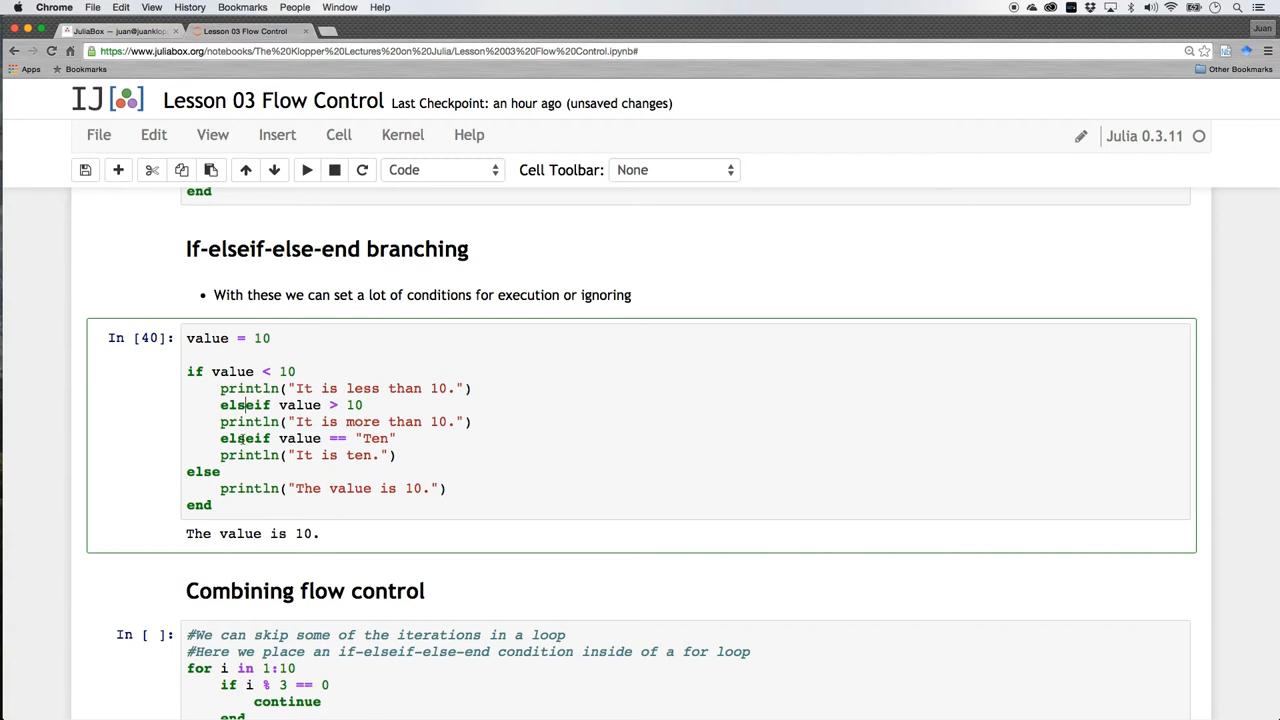 Chrome File Edit View History Bookmarks People Window Help
JuliaBox — juan@juanklop
Lesson 03 Flow Control
Juan
https://www.juliabox.org/notebooks/The%20Klopper%20Lectures%20on%20Julia/Lesson%2003%20Flow%20Control.ipynb#
Apps Bookmarks Other Bookmarks
IJ[ ] Lesson 03 Flow Control Last Checkpoint: an hour ago (unsaved changes)
File Edit View Insert Cell Kernel Help Julia 0.3.11
Code Cell Toolbar: None
end
If-elseif-else-end branching
• With these we can set a lot of conditions for execution or ignoring
In [40]: value = 10
if value < 10
println("It is less than 10.")
elseif value > 10
println("It is more than 10.")
elseif value == "Ten"
println("It is ten.")
else
println("The value is 10.")
end
The value is 10.
Combining flow control
In [ ]: #We can skip some of the iterations in a loop
#Here we place an if-elseif-else-end condition inside of a for loop
for i in 1:10
if i % 3 == 0
continue
end